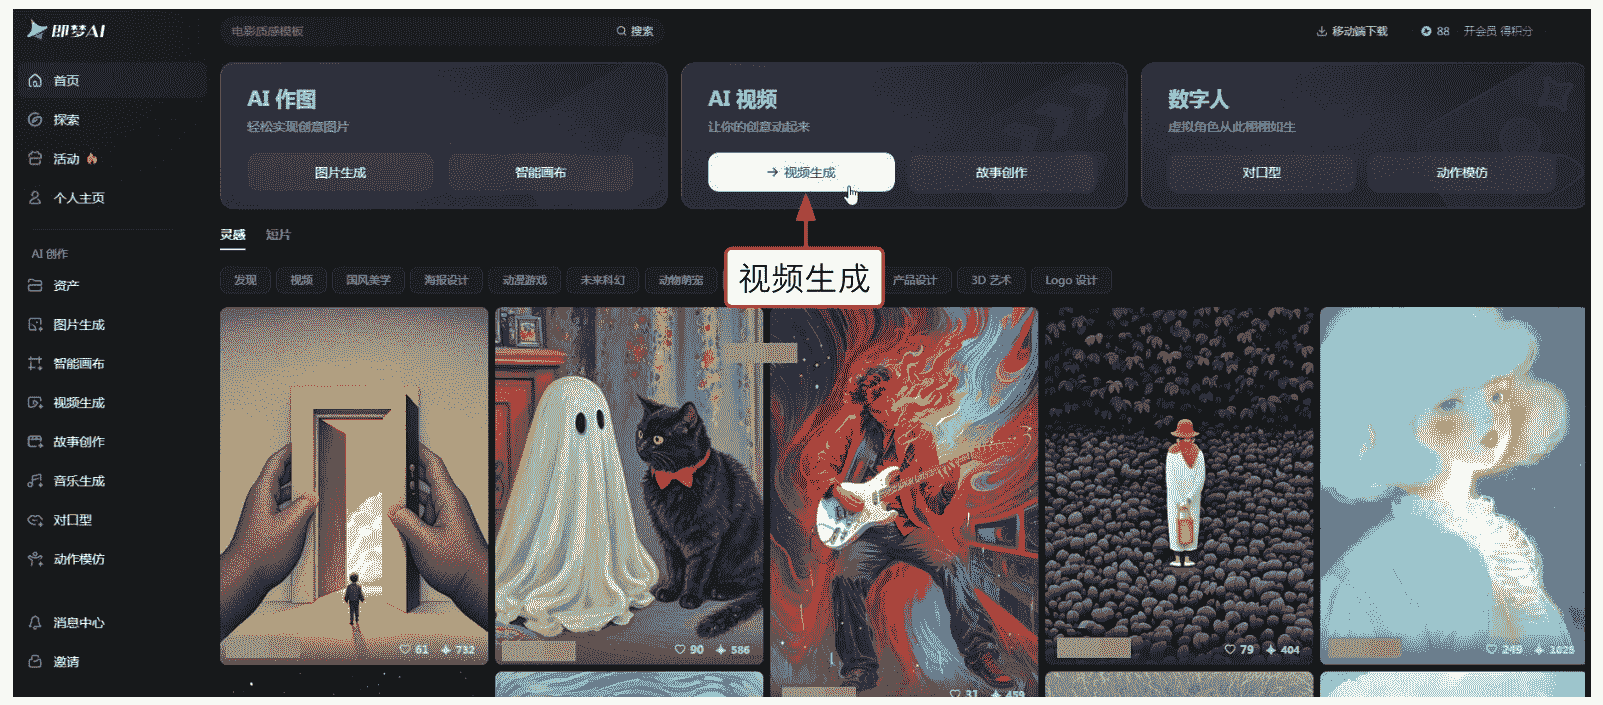 即梦AI
电影质感模板
搜索
移动端下载
88
开会员 得积分
首页
探索
活动
个人主页
AI 创作
资产
图片生成
智能画布
视频生成
故事创作
音乐生成
对口型
动作模仿
消息中心
邀请
AI 作图
轻松实现创意图片
图片生成
智能画布
AI 视频
让你的创意动起来
视频生成
故事创作
数字人
虚拟角色从此栩栩如生
对口型
动作模仿
视频生成
灵感
短片
发现
视频
国风美学
海报设计
动漫游戏
未来科幻
动物萌宠
产品设计
3D 艺术
Logo 设计
61
732
90
586
31
459
79
404
249
1025